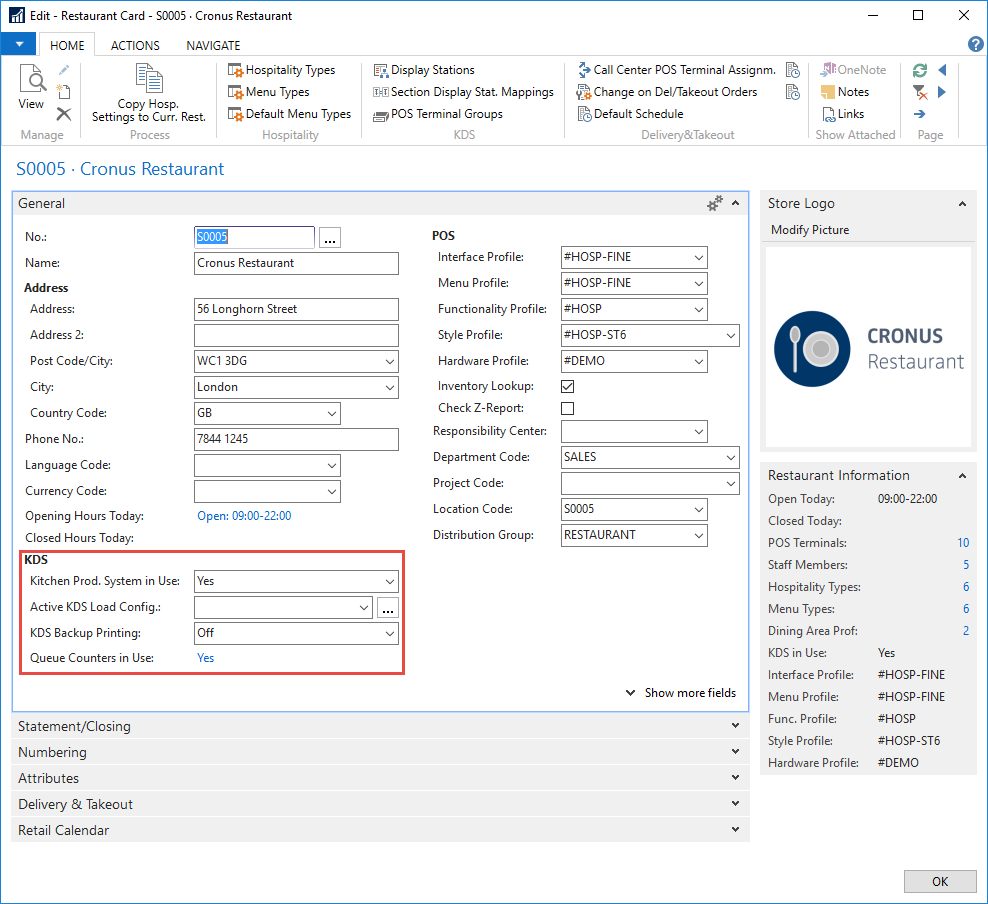 Edit - Restaurant Card - S0005 · Cronus Restaurant
HOME ACTIONS NAVIGATE
View
Manage
Copy Hosp.
Settings to Curr. Rest.
Process
Hospitality Types
Menu Types
Default Menu Types
Hospitality
Display Stations
Section Display Stat. Mappings
POS Terminal Groups
KDS
Call Center POS Terminal Assignm.
Change on Del/Takeout Orders
Default Schedule
Delivery&Takeout
OneNote
Notes
Links
Show Attached
Page
S0005 · Cronus Restaurant
General
No.: S0005 ...
Name: Cronus Restaurant
Address
Address: 56 Longhorn Street
Address 2:
Post Code/City: WC1 3DG
City: London
Country Code: GB
Phone No.: 7844 1245
Language Code:
Currency Code:
Opening Hours Today: Open: 09:00-22:00
Closed Hours Today:
KDS
Kitchen Prod. System in Use: Yes
Active KDS Load Config.: ...
KDS Backup Printing: Off
Queue Counters in Use: Yes
POS
Interface Profile: #HOSP-FINE
Menu Profile: #HOSP-FINE
Functionality Profile: #HOSP
Style Profile: #HOSP-ST6
Hardware Profile: #DEMO
Inventory Lookup:
Check Z-Report:
Responsibility Center:
Department Code: SALES
Project Code:
Location Code: S0005
Distribution Group: RESTAURANT
Show more fields
Statement/Closing
Numbering
Attributes
Delivery & Takeout
Retail Calendar
Store Logo
Modify Picture
CRONUS
Restaurant
Restaurant Information
Open Today: 09:00-22:00
Closed Today:
POS Terminals: 10
Staff Members: 5
Hospitality Types: 6
Menu Types: 6
Dining Area Prof: 2
KDS in Use: Yes
Interface Profile: #HOSP-FINE
Menu Profile: #HOSP-FINE
Func. Profile: #HOSP
Style Profile: #HOSP-ST6
Hardware Profile: #DEMO
OK